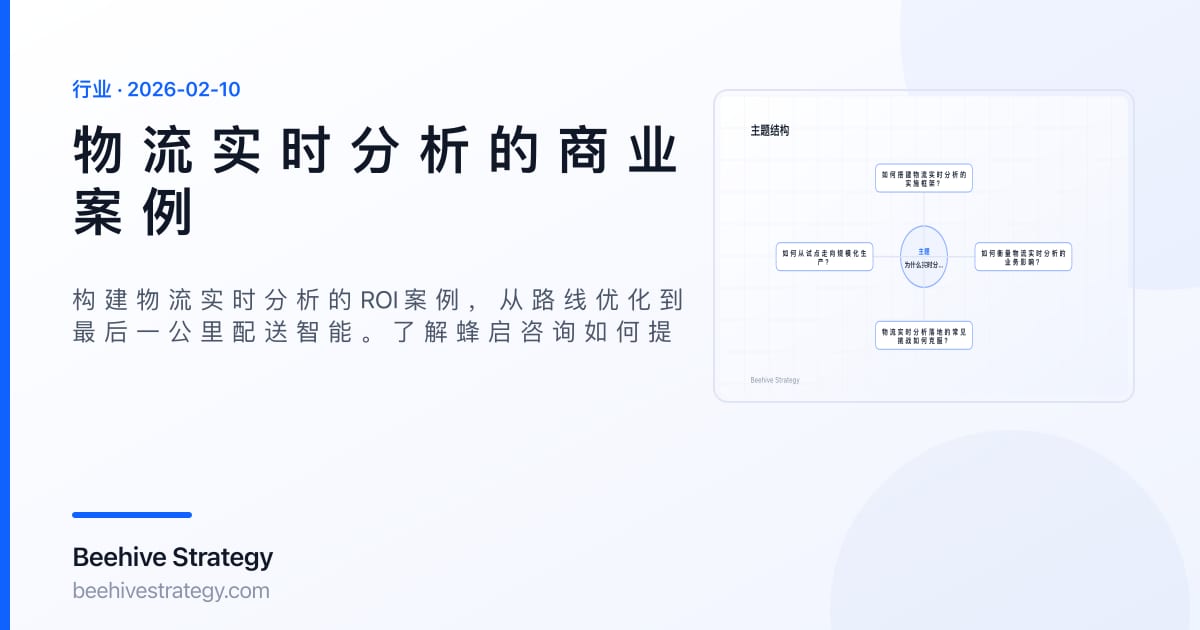 行业 · 2026-02-10
物流实时分析的商业
案例
构建物流实时分析的ROI案例，从路线优化到
最后一公里配送智能。了解蜂启咨询如何提
Beehive Strategy
beehivestrategy.com
主题结构
如何搭建物流实时分析的
实施框架？
如何从试点走向规模化生
产？
主题
为什么实时分...
如何衡量物流实时分析的
业务影响？
物流实时分析落地的常见
挑战如何克服？
Beehive Strategy